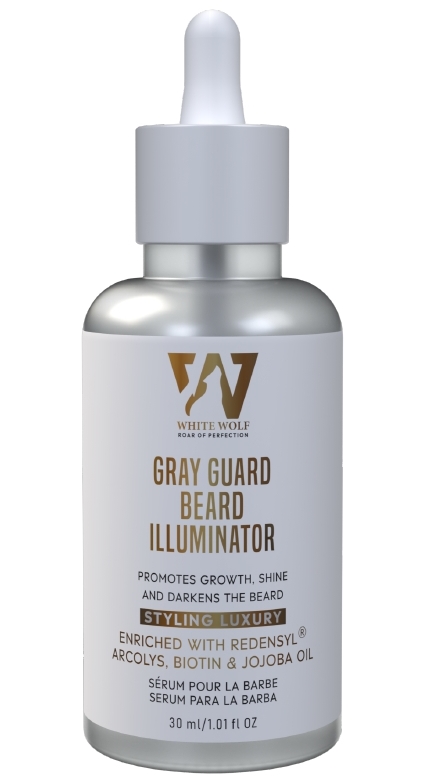 W
WHITE WOLF
ROAR OF PERFECTION
GRAY GUARD
BEARD
ILLUMINATOR
PROMOTES GROWTH, SHINE
AND DARKENS THE BEARD
STYLING LUXURY
ENRICHED WITH REDENSYL®
ARCOLYS, BIOTIN & JOJOBA OIL
SÉRUM POUR LA BARBE
SERUM PARA LA BARBA
30 ml/1.01 fl OZ